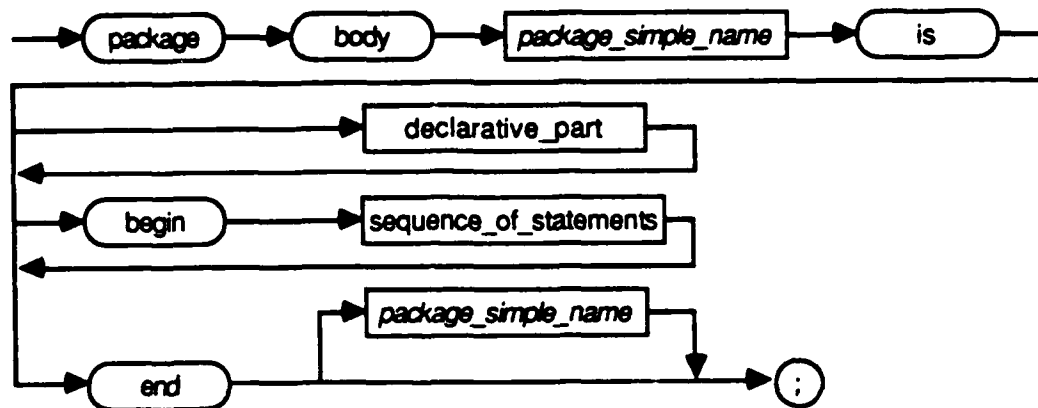 package body package_simple_name is
declarative_part
begin sequence_of_statements
package_simple_name
end ;